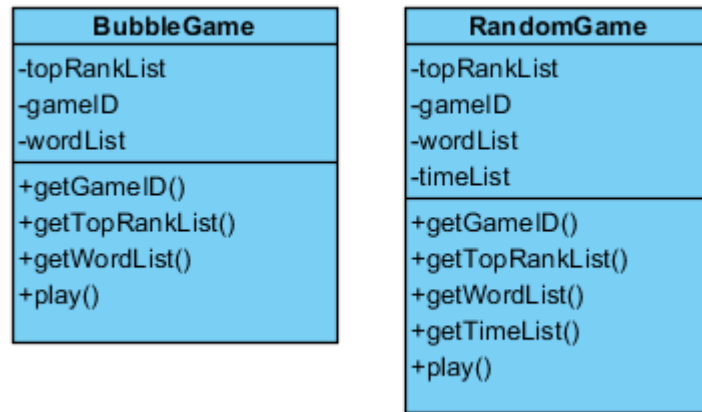 BubbleGame
-topRankList
-gameID
-wordList
+getGameID()
+getTopRankList()
+getWordList()
+play()
RandomGame
-topRankList
-gameID
-wordList
-timeList
+getGameID()
+getTopRankList()
+getWordList()
+getTimeList()
+play()